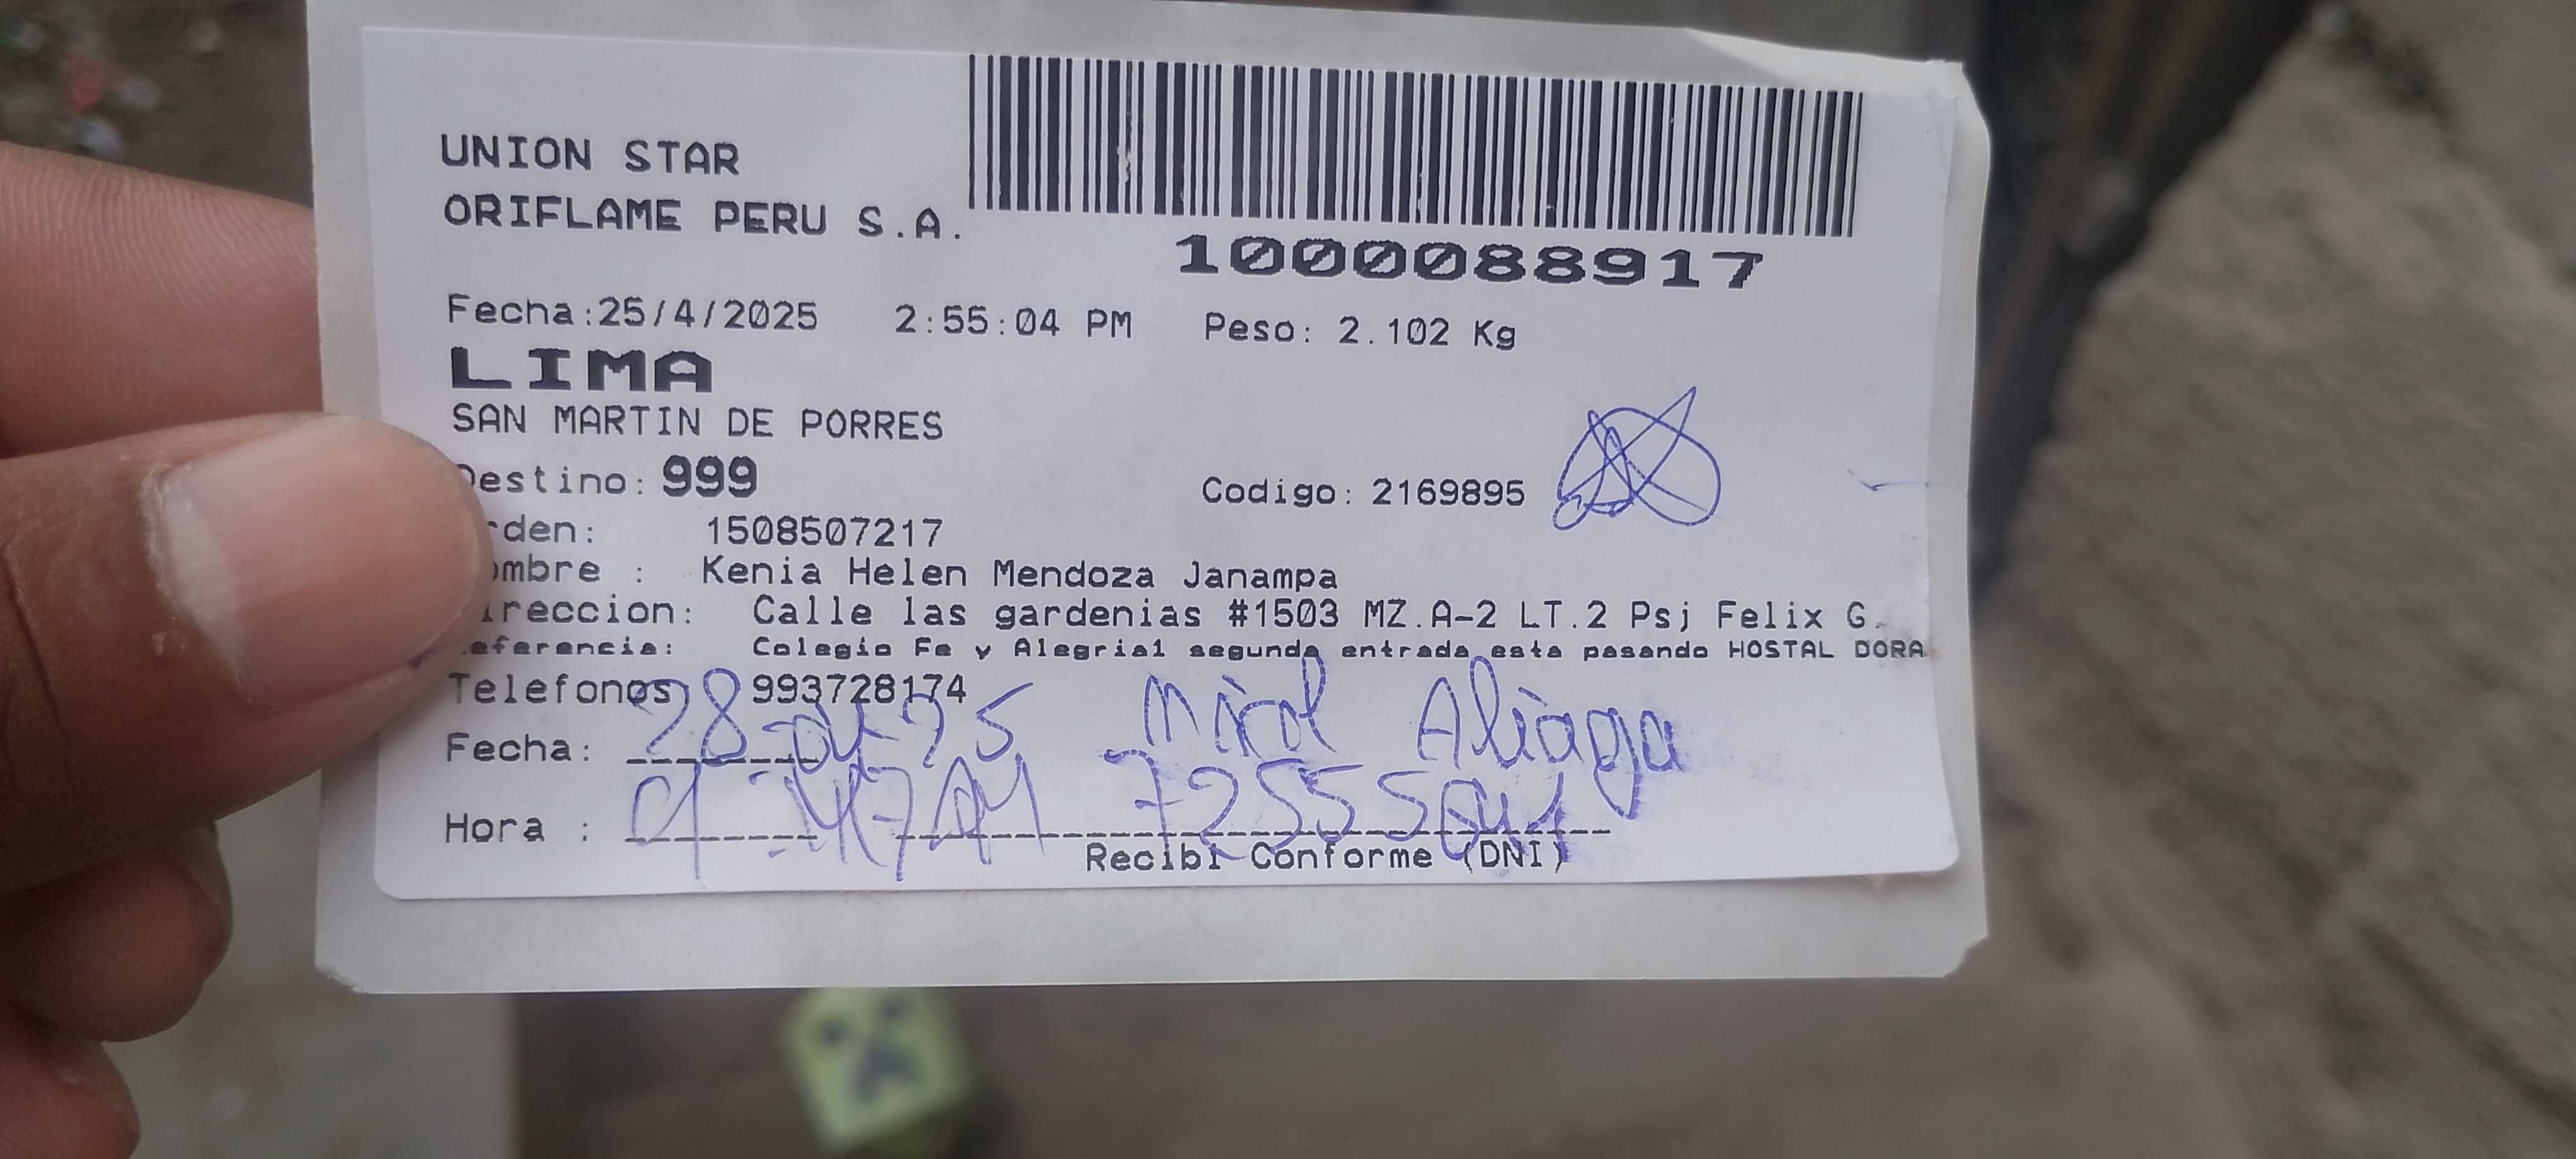 UNION STAR
ORIFLAME PERU S.A.
1000088917
Fecha:25/4/2025 2:55:04 PM Peso: 2.102 Kg
LIMA
SAN MARTIN DE PORRES
Destino: 999 Codigo: 2169895
rden: 1508507217
ombre : Kenia Helen Mendoza Janampa
ireccion: Calle las gardenias #1503 MZ.A-2 LT.2 Psj Felix G.
eferencia: Colegio Fe y Alegria1 segunda entrada esta pasando HOSTAL DORA
Telefonos 993728174
Fecha: 28-04-25 Aliaga
Hora :
Recibi Conforme (DNI)